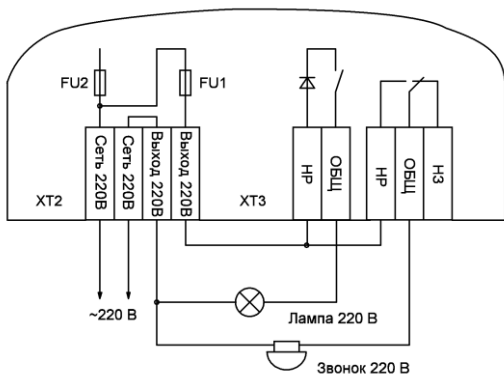 FU2
FU1
XT2
Сеть 220В
Сеть 220В
Выход 220В
Выход 220В
XT3
НР
ОБЩ
НР
ОБЩ
НЗ
~220 В
Лампа 220 В
Звонок 220 В